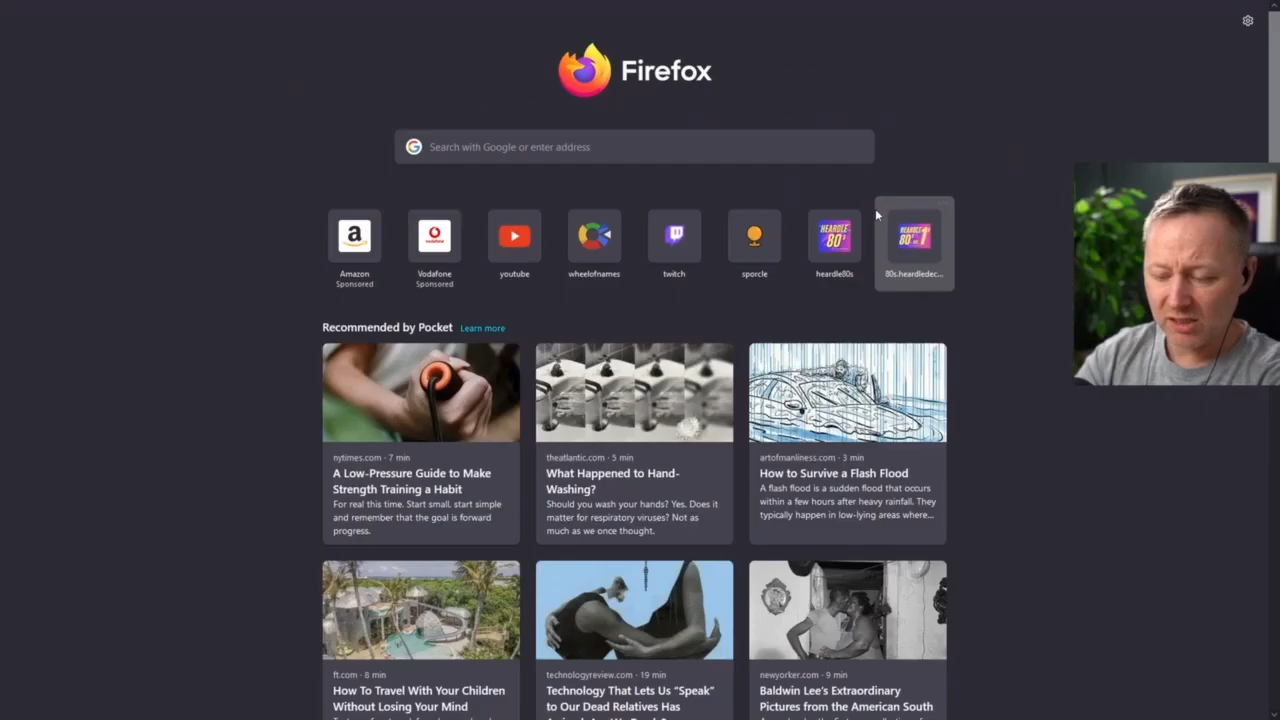 Firefox
Search with Google or enter address
Amazon
Sponsored
Vodafone
Sponsored
youtube
wheelofnames
twitch
sporcle
heardle80s
80s.heardledec...
HEARDLE
80's
HEARDLE
Recommended by Pocket Learn more
nytimes.com · 7 min
A Low-Pressure Guide to Make
Strength Training a Habit
For real this time. Start small, start simple
and remember that the goal is forward
progress.
theatlantic.com · 5 min
What Happened to Hand-
Washing?
Should you wash your hands? Yes. Does it
matter for respiratory viruses? Not as
much as we once thought.
artofmanliness.com · 3 min
How to Survive a Flash Flood
A flash flood is a sudden flood that occurs
within a few hours after heavy rainfall. They
typically happen in low-lying areas where...
ft.com · 8 min
How To Travel With Your Children
Without Losing Your Mind
technologyreview.com · 19 min
Technology That Lets Us “Speak”
to Our Dead Relatives Has
newyorker.com · 9 min
Baldwin Lee’s Extraordinary
Pictures from the American South